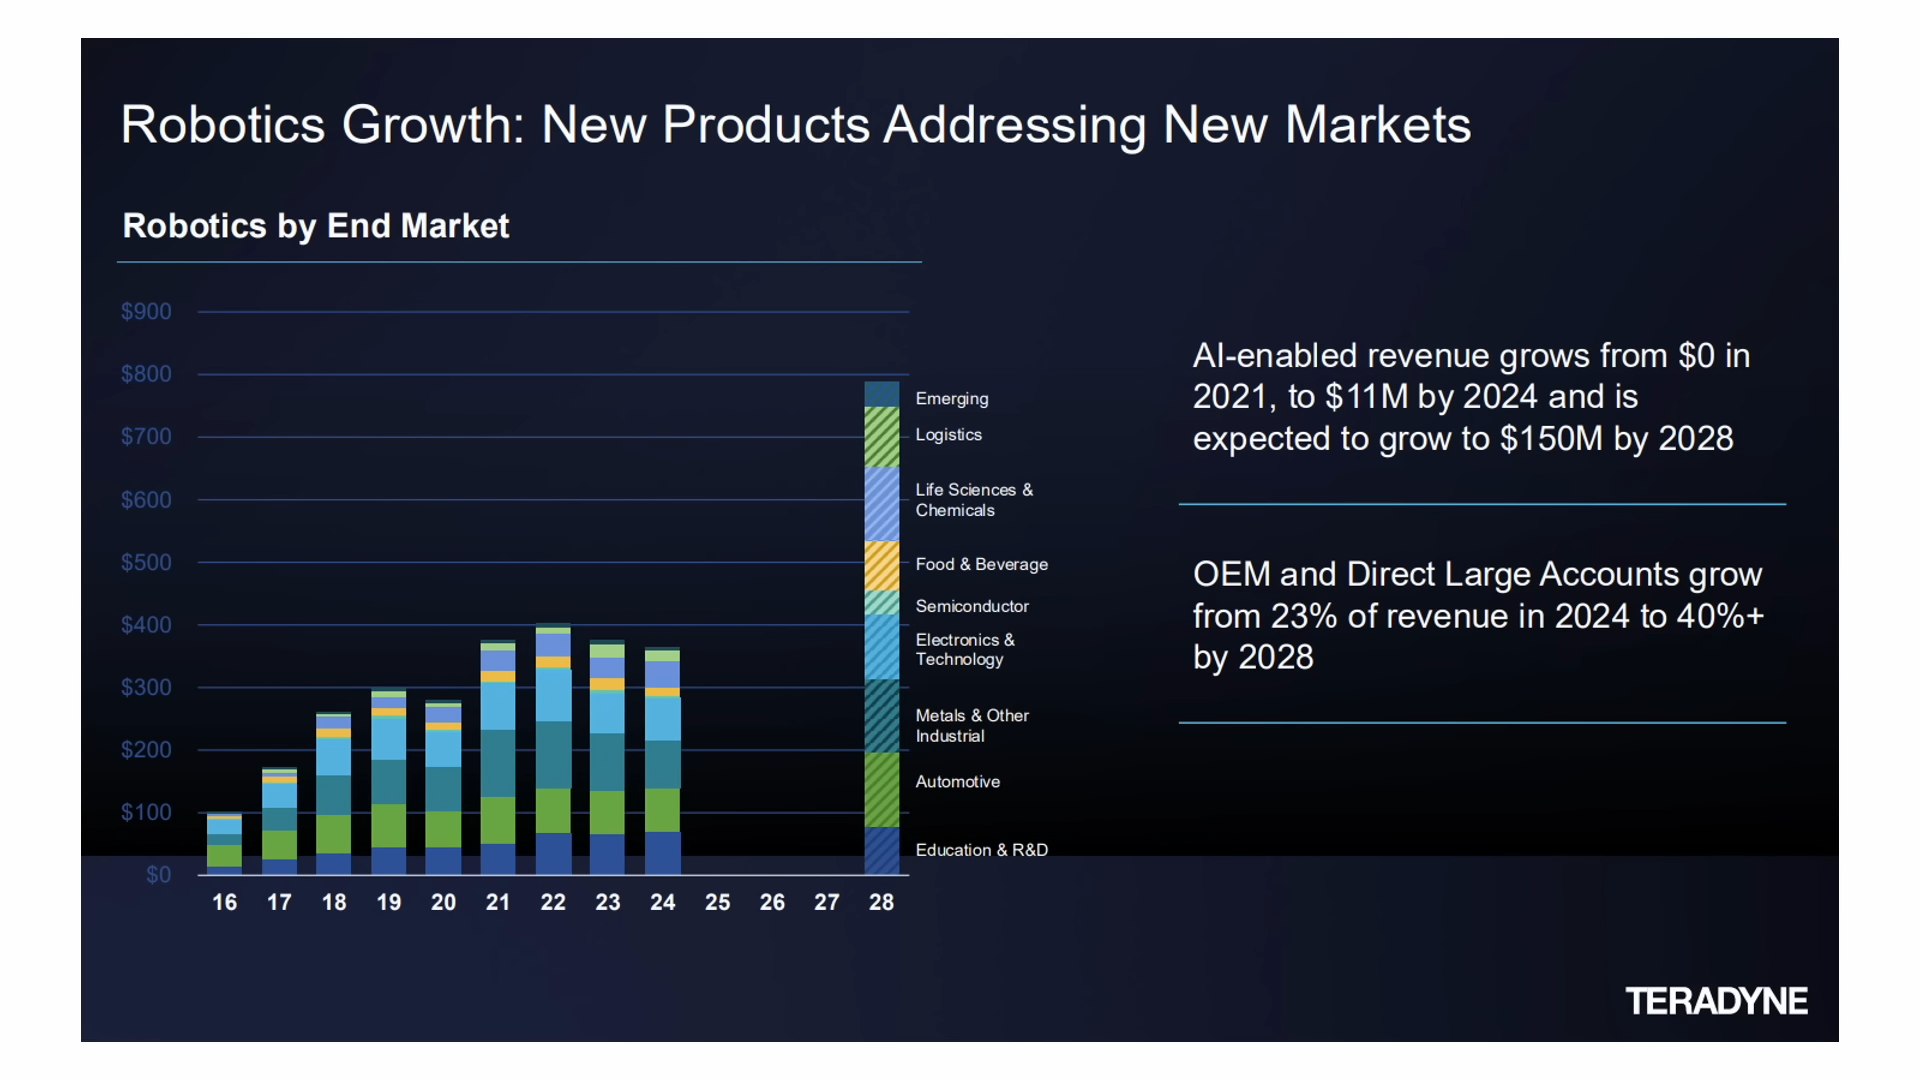 Robotics Growth: New Products Addressing New Markets
Robotics by End Market
$900
$800
$700
$600
$500
$400
$300
$200
$100
$0
16 17 18 19 20 21 22 23 24 25 26 27 28
Emerging
Logistics
Life Sciences &
Chemicals
Food & Beverage
Semiconductor
Electronics &
Technology
Metals & Other
Industrial
Automotive
Education & R&D
AI-enabled revenue grows from $0 in
2021, to $11M by 2024 and is
expected to grow to $150M by 2028
OEM and Direct Large Accounts grow
from 23% of revenue in 2024 to 40%+
by 2028
TERADYNE